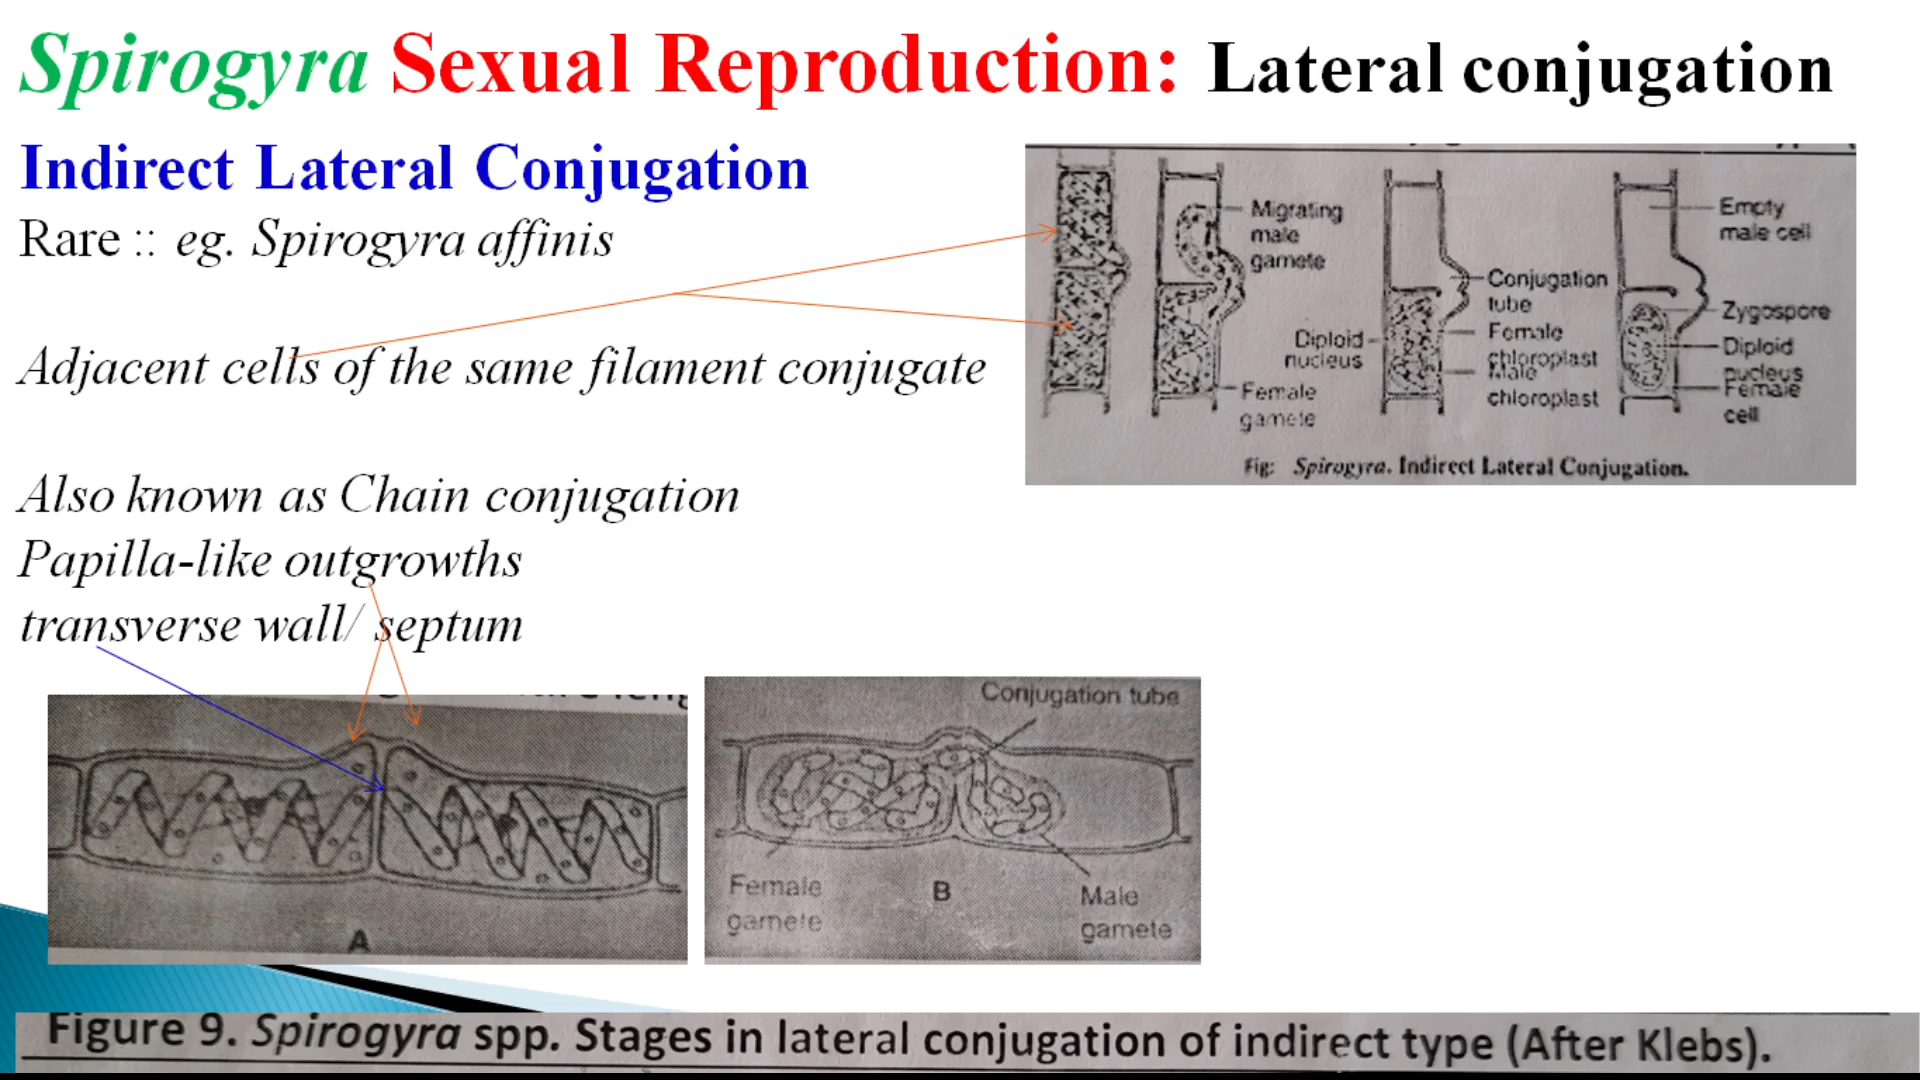 Spirogyra Sexual Reproduction: Lateral conjugation
Indirect Lateral Conjugation
Rare :: eg. Spirogyra affinis
Adjacent cells of the same filament conjugate
Also known as Chain conjugation
Papilla-like outgrowths
transverse wall/ septum
Migrating
male
gamete
Female
gamete
Diploid
nucleus
Conjugation
tube
Female
chloroplast
Male
chloroplast
Empty
male cell
Zygospore
Diploid
nucleus
Female
cell
Fig: Spirogyra. Indirect Lateral Conjugation.
A
Conjugation tube
Female
gamete
B
Male
gamete
Figure 9. Spirogyra spp. Stages in lateral conjugation of indirect type (After Klebs).